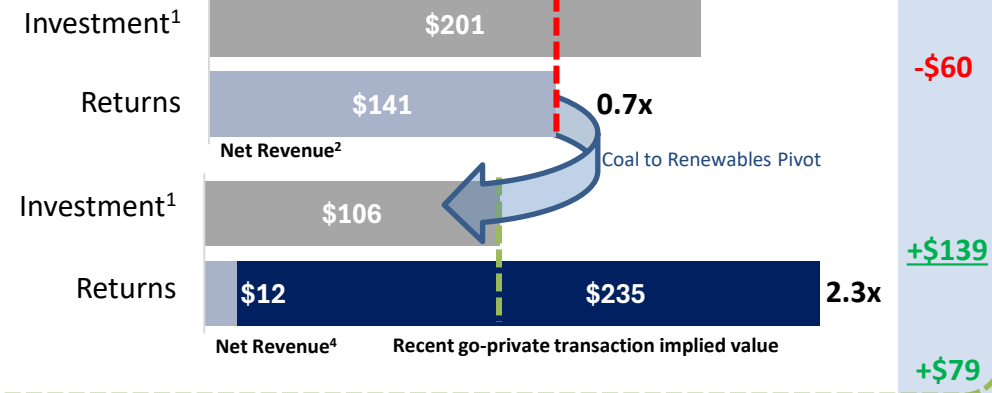 Investment1
$201
-$60
Returns
$141
0.7x
Net Revenue2
Coal to Renewables Pivot
Investment1
$106
+$139
Returns
$12
$235
2.3x
Net Revenue4
Recent go-private transaction implied value
+$79